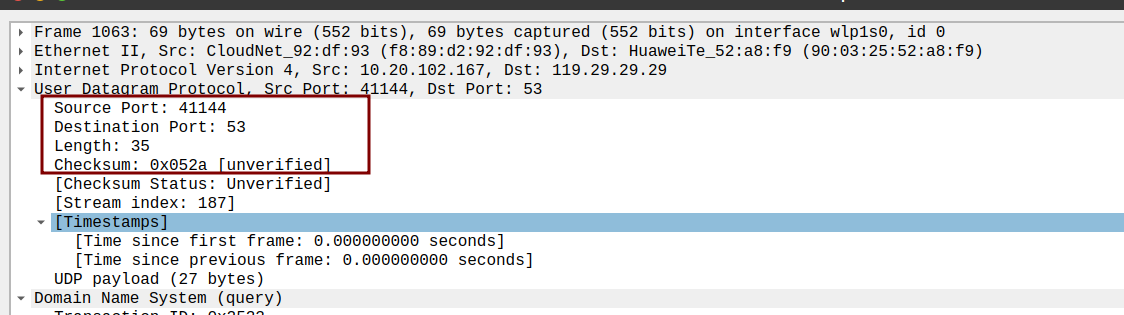 Frame 1063: 69 bytes on wire (552 bits), 69 bytes captured (552 bits) on interface wlp1s0, id 0
Ethernet II, Src: CloudNet_92:df:93 (f8:89:d2:92:df:93), Dst: HuaweiTe_52:a8:f9 (90:03:25:52:a8:f9)
Internet Protocol Version 4, Src: 10.20.102.167, Dst: 119.29.29.29
User Datagram Protocol, Src Port: 41144, Dst Port: 53
Source Port: 41144
Destination Port: 53
Length: 35
Checksum: 0x052a [unverified]
[Checksum Status: Unverified]
[Stream index: 187]
[Timestamps]
[Time since first frame: 0.000000000 seconds]
[Time since previous frame: 0.000000000 seconds]
UDP payload (27 bytes)
Domain Name System (query)
Transaction ID: